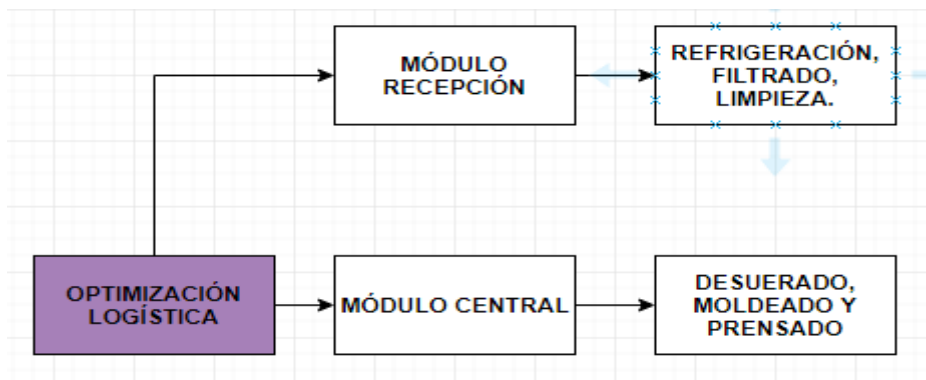 MÓDULO
RECEPCIÓN
REFRIGERACIÓN,
FILTRADO,
LIMPIEZA.
OPTIMIZACIÓN
LOGÍSTICA
MÓDULO CENTRAL
DESUERADO,
MOLDEADO Y
PRENSADO